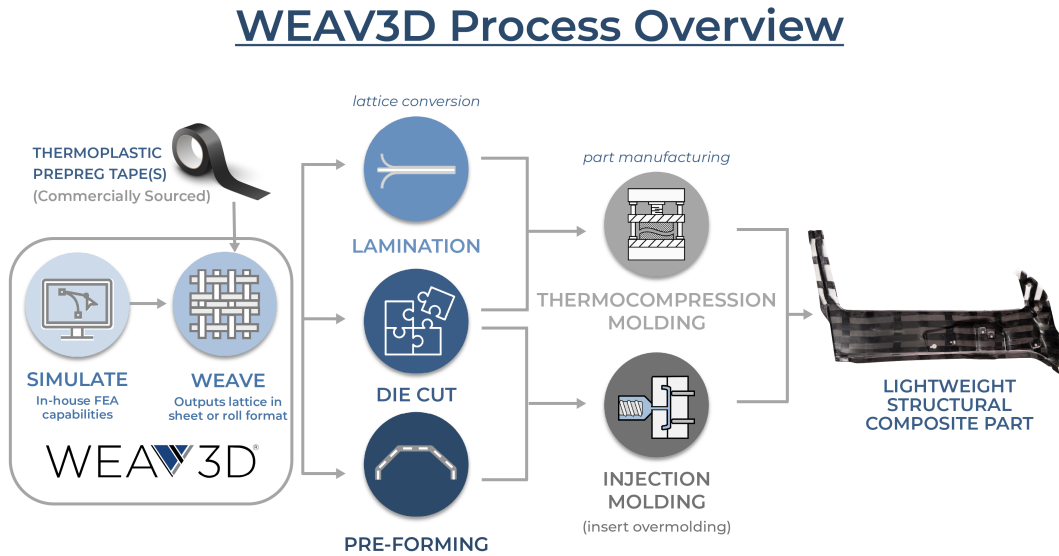 WEAV3D Process Overview
lattice conversion
THERMOPLASTIC
PREPREG TAPE(S)
(Commercially Sourced)
part manufacturing
LAMINATION
THERMOCOMPRESSION
MOLDING
SIMULATE
In-house FEA
capabilities
WEAVE
Outputs lattice in
sheet or roll format
DIE CUT
LIGHTWEIGHT
STRUCTURAL
COMPOSITE PART
WEAV3D®
INJECTION
MOLDING
(insert overmolding)
PRE-FORMING